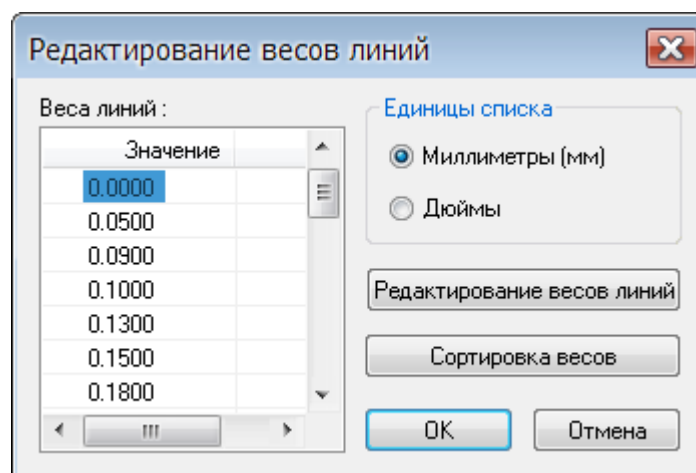 Редактирование весов линий
Веса линий :
Значение
0.0000
0.0500
0.0900
0.1000
0.1300
0.1500
0.1800
Единицы списка
Миллиметры (мм)
Дюймы
Редактирование весов линий
Сортировка весов
OK
Отмена